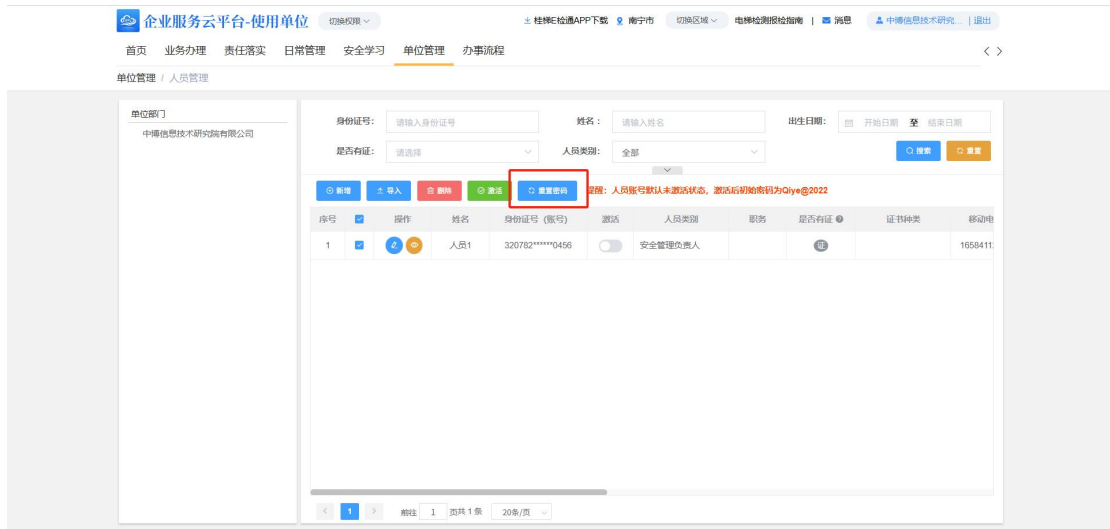 企业服务云平台-使用单位 切换权限 桂梯E检通APP下载 南宁市 切换区域 电梯检测报检指南 | 消息 中博信息技术研究... | 退出
首页 业务办理 责任落实 日常管理 安全学习 单位管理 办事流程
单位管理 / 人员管理
单位部门
中博信息技术研究院有限公司
身份证号: 请输入身份证号 姓名: 请输入姓名 出生日期: 开始日期 至 结束日期
是否有证: 请选择 人员类别: 全部 搜索 重置
新增 导入 删除 激活 重置密码 提醒:人员账号默认未激活状态,激活后初始密码为Qiye@2022
序号 操作 姓名 身份证号 (账号) 激活 人员类别 职务 是否有证 证书种类 移动电
1 人员1 320782******0456 安全管理负责人 证 1658411
1 前往 1 页共 1 条 20条/页